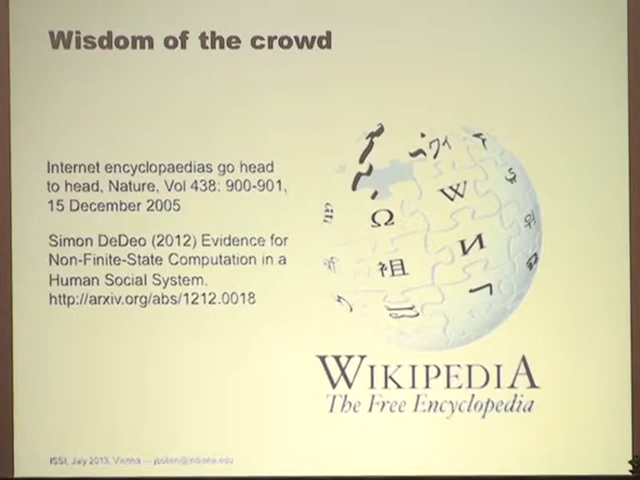 Wisdom of the crowd
Internet encyclopaedias go head
to head, Nature, Vol 438: 900-901,
15 December 2005
Simon DeDeo (2012) Evidence for
Non-Finite-State Computation in a
Human Social System.
http://arxiv.org/abs/1212.0018
Ω W
祖 И
WIKIPEDIA
The Free Encyclopedia
ISSI, July 2013, Vienna